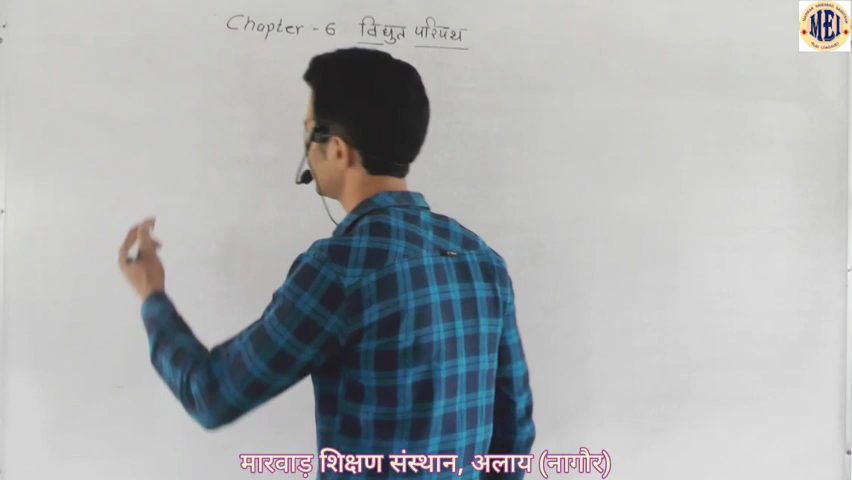 Chapter - 6 विद्युत परिपथ
MEI
मारवाड़ शिक्षण संस्थान, अलाय (नागौर)